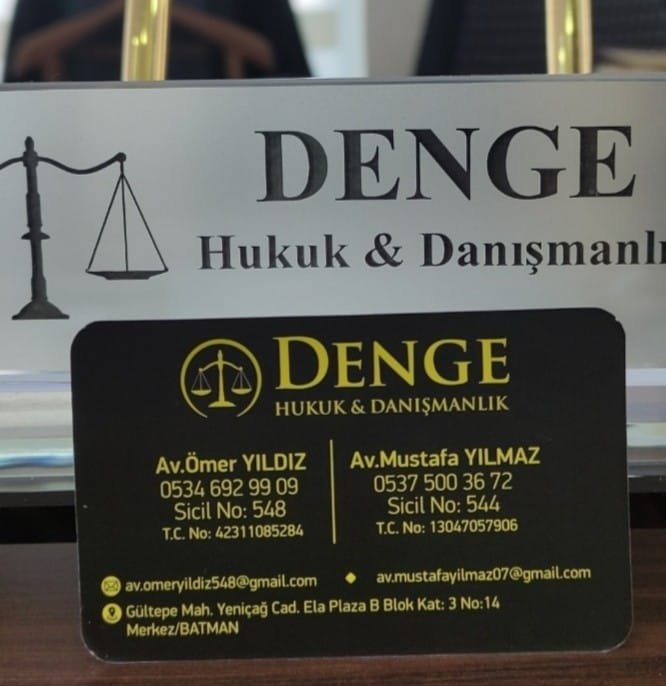 DENGE
Hukuk & Danışmanlı
DENGE
HUKUK & DANIŞMANLIK
Av.Ömer YILDIZ
0534 692 99 09
Sicil No: 548
T.C. No: 42311085284
Av.Mustafa YILMAZ
0537 500 36 72
Sicil No: 544
T.C. No: 13047057906
av.omeryildiz548@gmail.com
av.mustafayilmaz07@gmail.com
Gültepe Mah. Yeniçağ Cad. Ela Plaza B Blok Kat: 3 No:14
Merkez/BATMAN